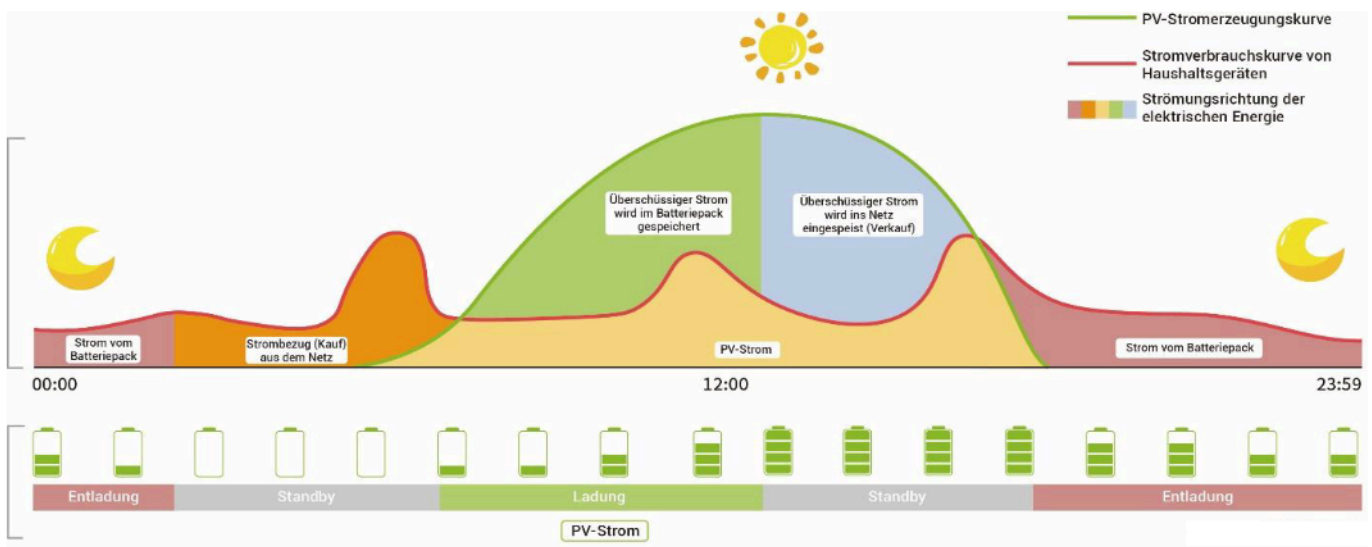 PV-Stromerzeugungskurve
Stromverbrauchskurve von
Haushaltsgeräten
Strömungsrichtung der
elektrischen Energie
Überschüssiger Strom
wird im Batteriepack
gespeichert
Überschüssiger Strom
wird ins Netz
eingespeist (Verkauf)
Strom vom
Batteriepack
Strombezug (Kauf)
aus dem Netz
PV-Strom
Strom vom Batteriepack
00:00
12:00
23:59
Entladung
Standby
Ladung
Standby
Entladung
PV-Strom